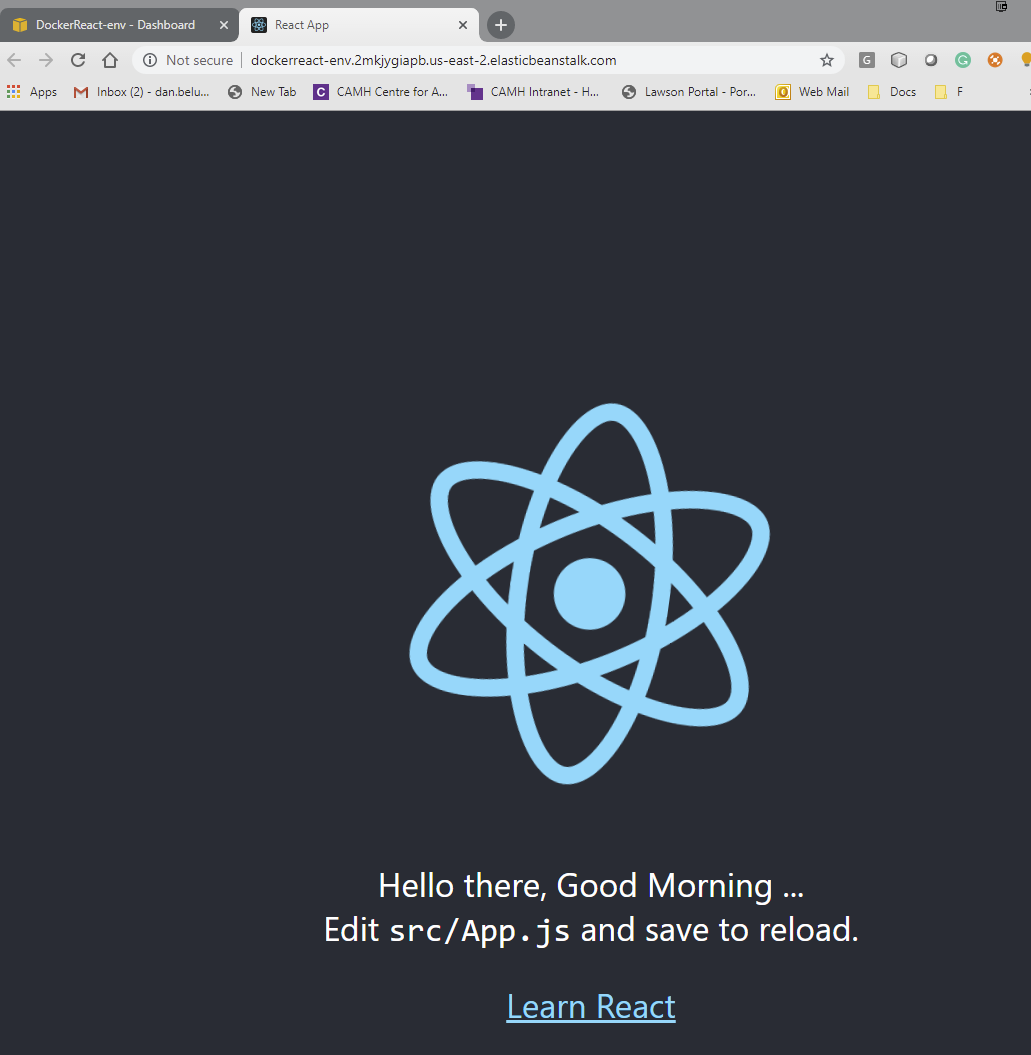 DockerReact-env - Dashboard
React App
Not secure
dockerreact-env.2mkjygiapb.us-east-2.elasticbeanstalk.com
G
G
Apps
Inbox (2) - dan.belu...
New Tab
C
CAMH Centre for A...
CAMH Intranet - H...
Lawson Portal - Por...
Web Mail
Docs
F
Hello there, Good Morning ...
Edit src/App.js and save to reload.
Learn React